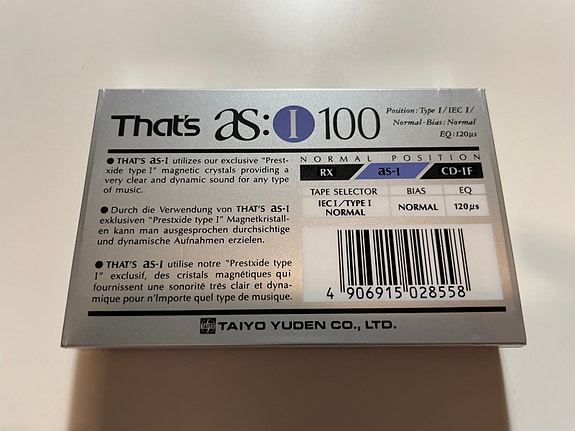 That's as: I 100
Position: Type I/IEC I/
Normal·Bias: Normal
EQ: 120µs
● THAT'S as-I utilizes our exclusive "Prest-
xide type I" magnetic crystals providing a
very clear and dynamic sound for any type
of music.
● Durch die Verwendung von THAT'S as-I
exklusiven "Prestxide type I" Magnetkristall-
en kann man ausgesprochen durchsichtige
und dynamische Aufnahmen erzielen.
● THAT'S as-I utilise notre "Prestxide type
I" exclusif, des cristals magnétiques qui
fournissent une sonorité très clair et dyna-
mique pour n'Importe quel type de musique.
NORMAL POSITION
RX as-I CD-IF
TAPE SELECTOR BIAS EQ
IEC I/TYPE I NORMAL 120µs
NORMAL
4 906915 028558
TAIYO YUDEN CO., LTD.